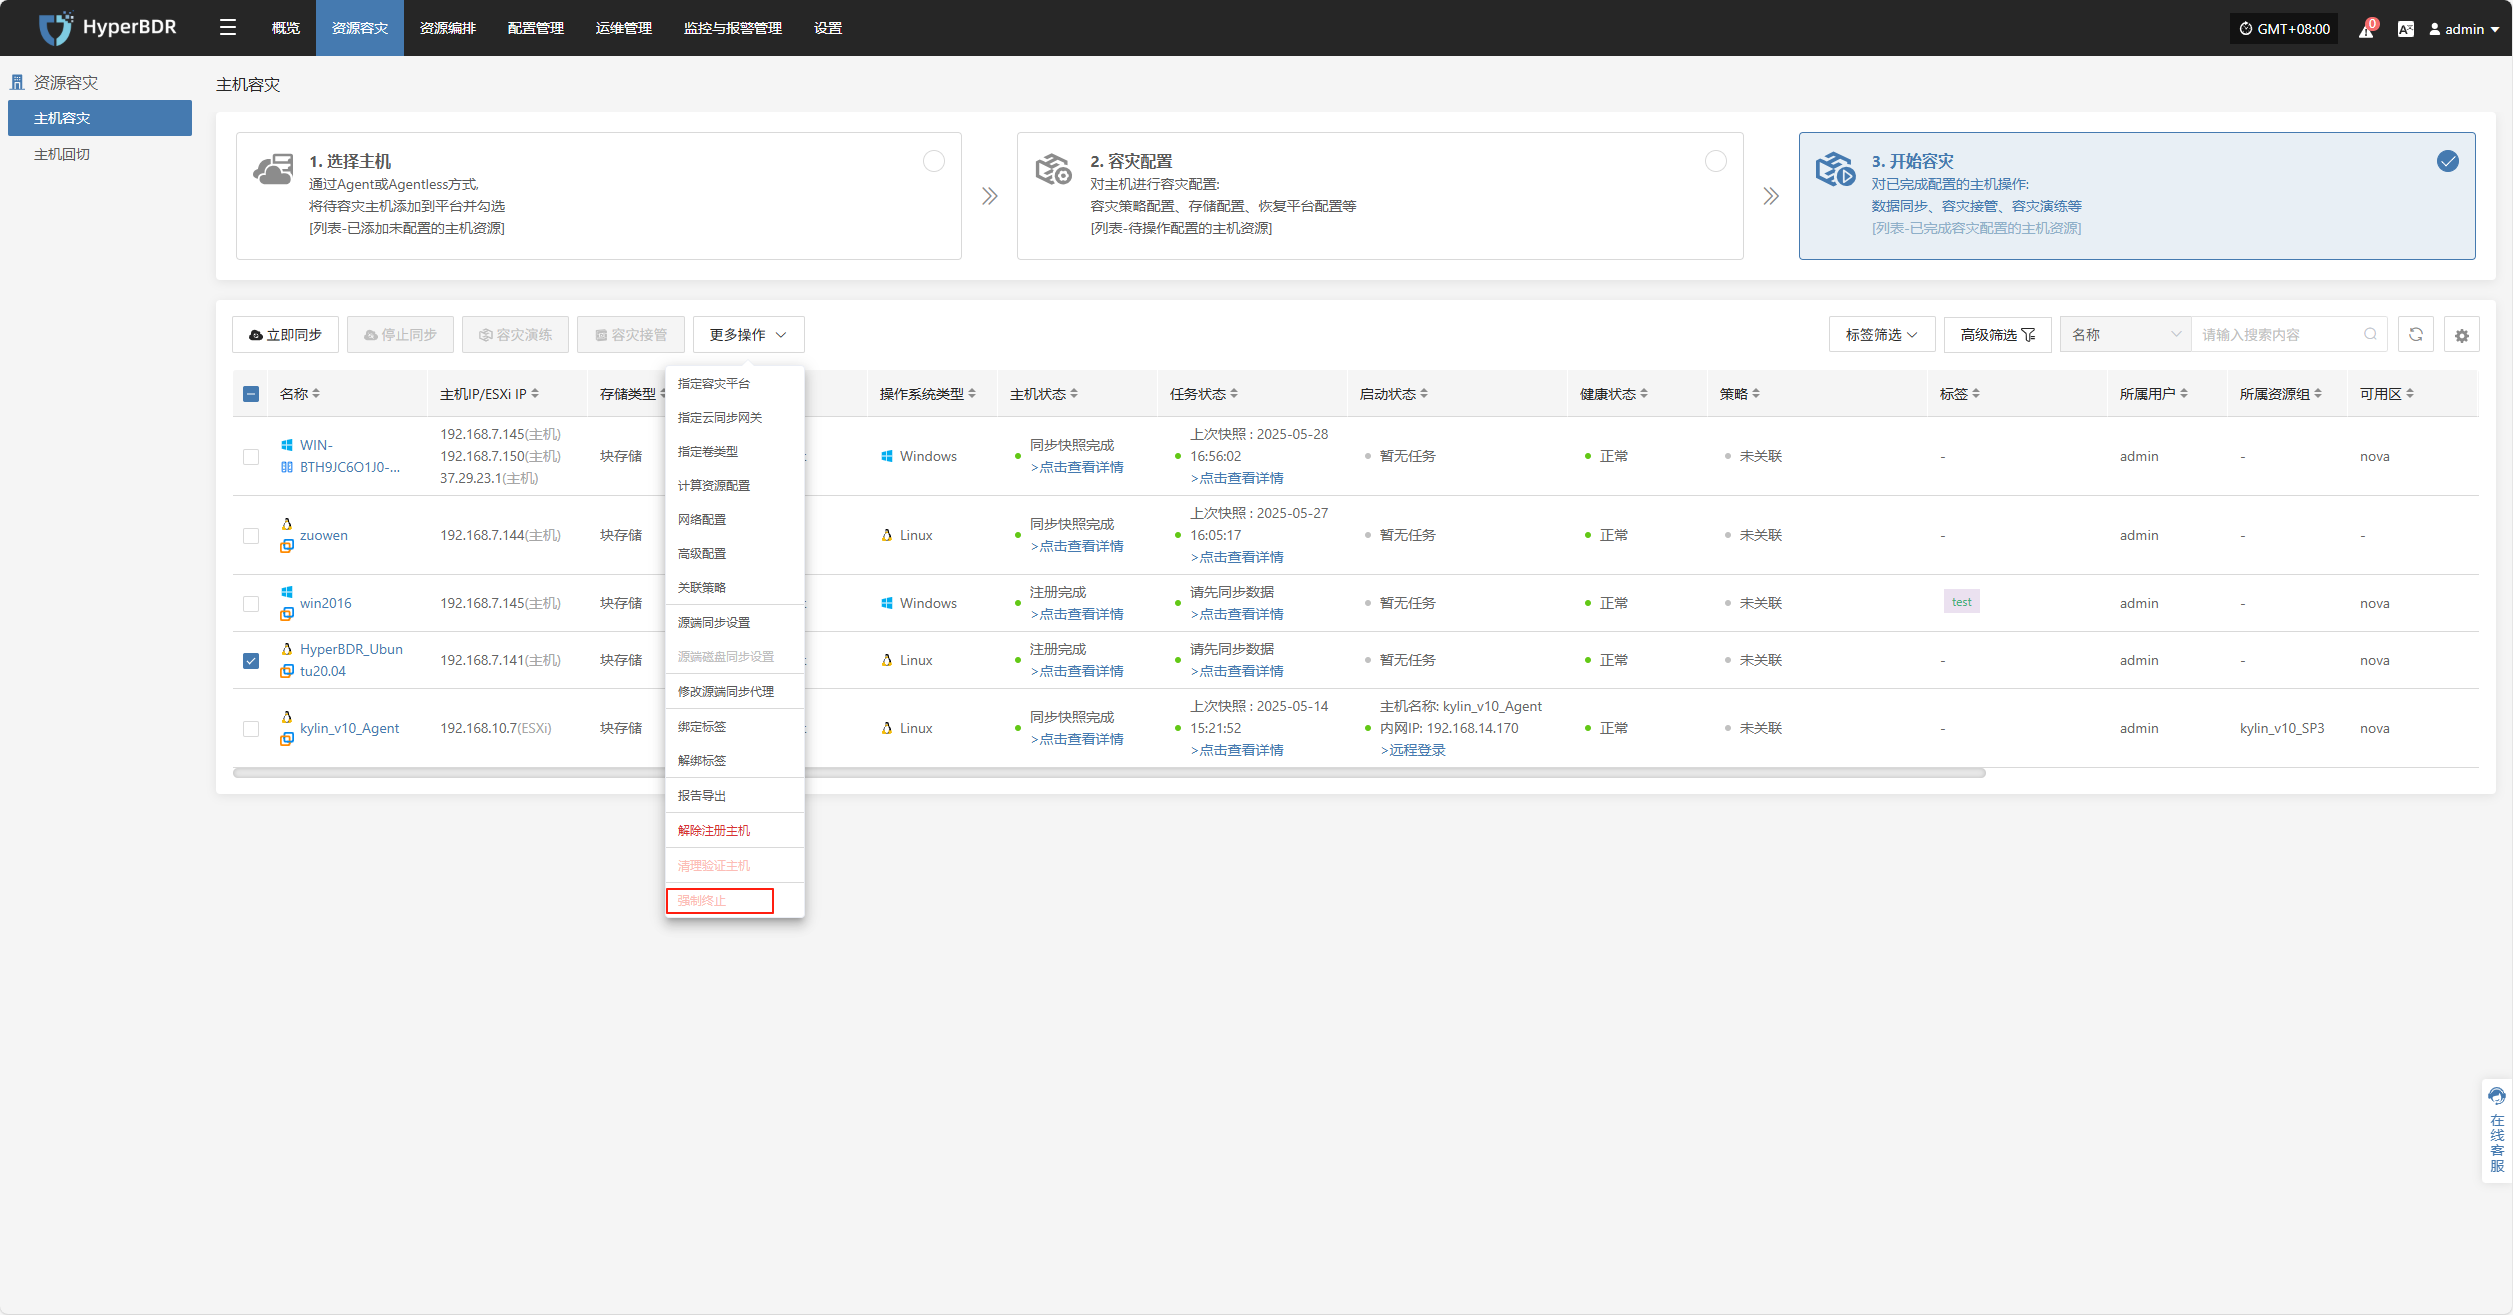 HyperBDR
概览 资源容灾 资源编排 配置管理 运维管理 监控与报警管理 设置
GMT+08:00 0 admin
资源容灾
主机容灾
主机回切
主机容灾
1. 选择主机
通过Agent或Agentless方式,
将待容灾主机添加到平台并勾选
[列表-已添加未配置的主机资源]
2. 容灾配置
对主机进行容灾配置:
容灾策略配置、存储配置、恢复平台配置等
[列表-待操作配置的主机资源]
3. 开始容灾
对已完成配置的主机操作:
数据同步、容灾接管、容灾演练等
[列表-已完成容灾配置的主机资源]
立即同步 停止同步 容灾演练 容灾接管 更多操作
标签筛选 高级筛选 名称 请输入搜索内容
名称 主机IP/ESXi IP 存储类型 操作系统类型 主机状态 任务状态 启动状态 健康状态 策略 标签 所属用户 所属资源组 可用区
WIN-
BTH9JC6O1J0-...
192.168.7.145(主机)
192.168.7.150(主机)
37.29.23.1(主机)
块存储
Windows
同步快照完成
>点击查看详情
上次快照 : 2025-05-28
16:56:02
>点击查看详情
暂无任务
正常
未关联
-
admin
-
nova
zuowen
192.168.7.144(主机)
块存储
Linux
同步快照完成
>点击查看详情
上次快照 : 2025-05-27
16:05:17
>点击查看详情
暂无任务
正常
未关联
-
admin
-
-
win2016
192.168.7.145(主机)
块存储
Windows
注册完成
>点击查看详情
请先同步数据
>点击查看详情
暂无任务
正常
未关联
test
admin
-
nova
HyperBDR_Ubun
tu20.04
192.168.7.141(主机)
块存储
Linux
注册完成
>点击查看详情
请先同步数据
>点击查看详情
暂无任务
正常
未关联
-
admin
-
nova
kylin_v10_Agent
192.168.10.7(ESXi)
块存储
Linux
同步快照完成
>点击查看详情
上次快照 : 2025-05-14
15:21:52
>点击查看详情
主机名称: kylin_v10_Agent
内网IP: 192.168.14.170
>远程登录
正常
未关联
-
admin
kylin_v10_SP3
nova
指定容灾平台
指定云同步网关
指定卷类型
计算资源配置
网络配置
高级配置
关联策略
源端同步设置
源端磁盘同步设置
修改源端同步代理
绑定标签
解绑标签
报告导出
解除注册主机
清理验证主机
强制终止
在
线
客
服